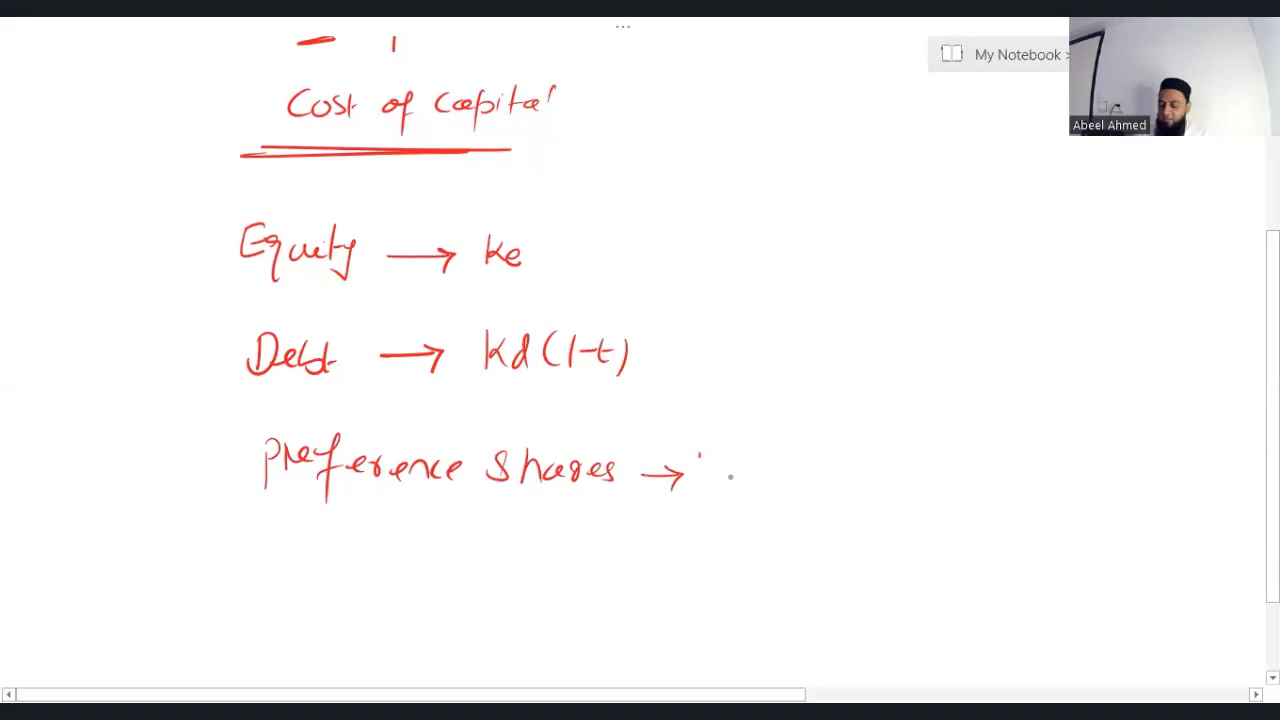 My Notebook >
Abeel Ahmed
Cost of capital
Equity → Ke
Debt → Kd (1-t)
Preference shares →